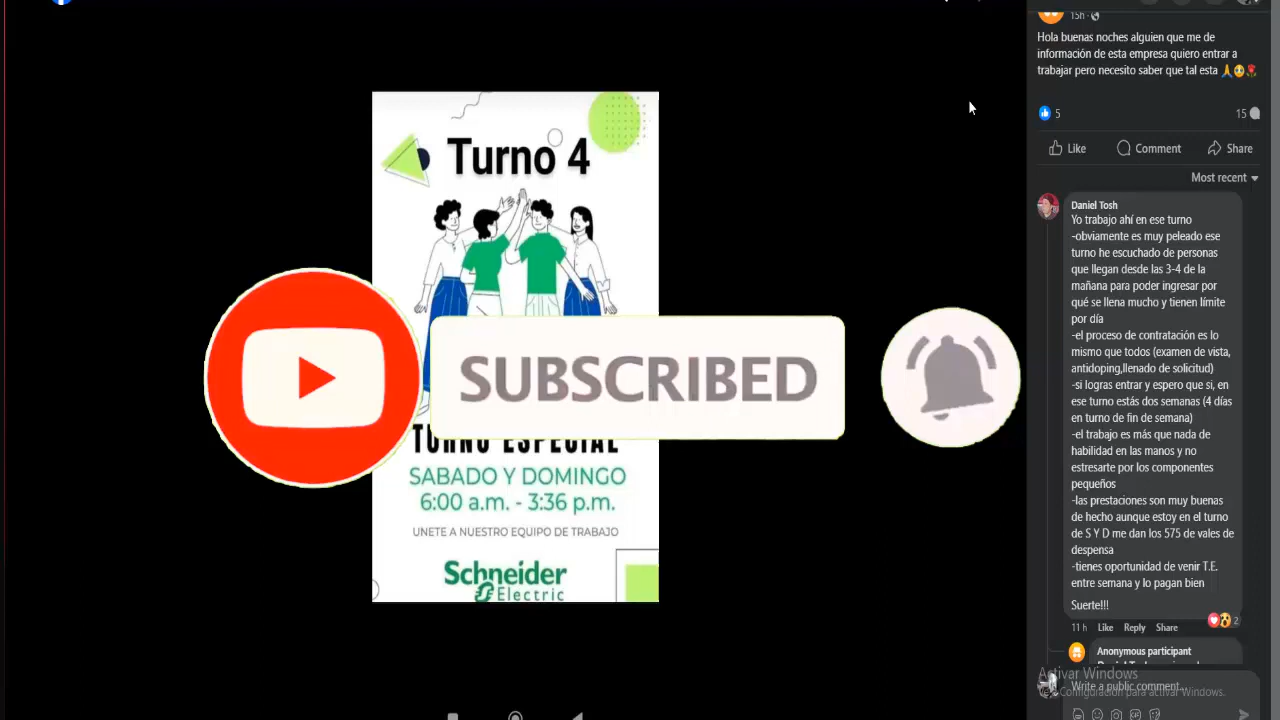 Turno 4
SUBSCRIBED
TURNO ESPECIAL
SABADO Y DOMINGO
6:00 a.m. - 3:36 p.m.
UNETE A NUESTRO EQUIPO DE TRABAJO
Schneider
Electric
15h
Hola buenas noches alguien que me de
información de esta empresa quiero entrar a
trabajar pero necesito saber que tal esta 🙏🥹🌹
5
15
Like
Comment
Share
Most recent
Daniel Tosh
Yo trabajo ahí en ese turno
-obviamente es muy peleado ese
turno he escuchado de personas
que llegan desde las 3-4 de la
mañana para poder ingresar por
qué se llena mucho y tienen límite
por día
-el proceso de contratación es lo
mismo que todos (examen de vista,
antidoping,llenado de solicitud)
-si logras entrar y espero que si, en
ese turno estás dos semanas (4 días
en turno de fin de semana)
-el trabajo es más que nada de
habilidad en las manos y no
estresarte por los componentes
pequeños
-las prestaciones son muy buenas
de hecho aunque estoy en el turno
de S Y D me dan los 575 de vales de
despensa
-tienes oportunidad de venir T.E.
entre semana y lo pagan bien
Suerte!!!
2
11 h Like Reply Share
Anonymous participant
Activar Windows
Write a public comment...
Configuración para activar Windows.